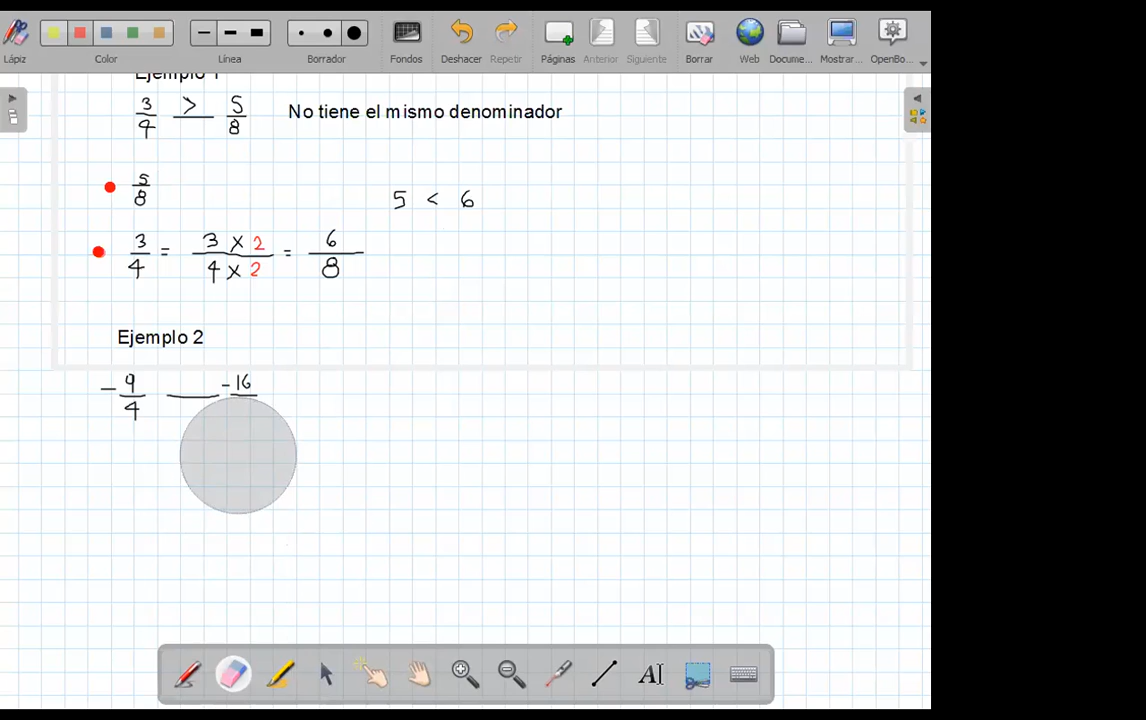 Color Línea Borrador Fondos Deshacer Repetir Páginas Anterior Siguiente Borrar Web Docume... Mostrar... OpenBo...
Lápiz
Ejemplo 1
3/4 > 5/8 No tiene el mismo denominador
5/8
5 < 6
3/4 = 3 x 2 / 4 x 2 = 6/8
Ejemplo 2
- 9/4 ___ -16